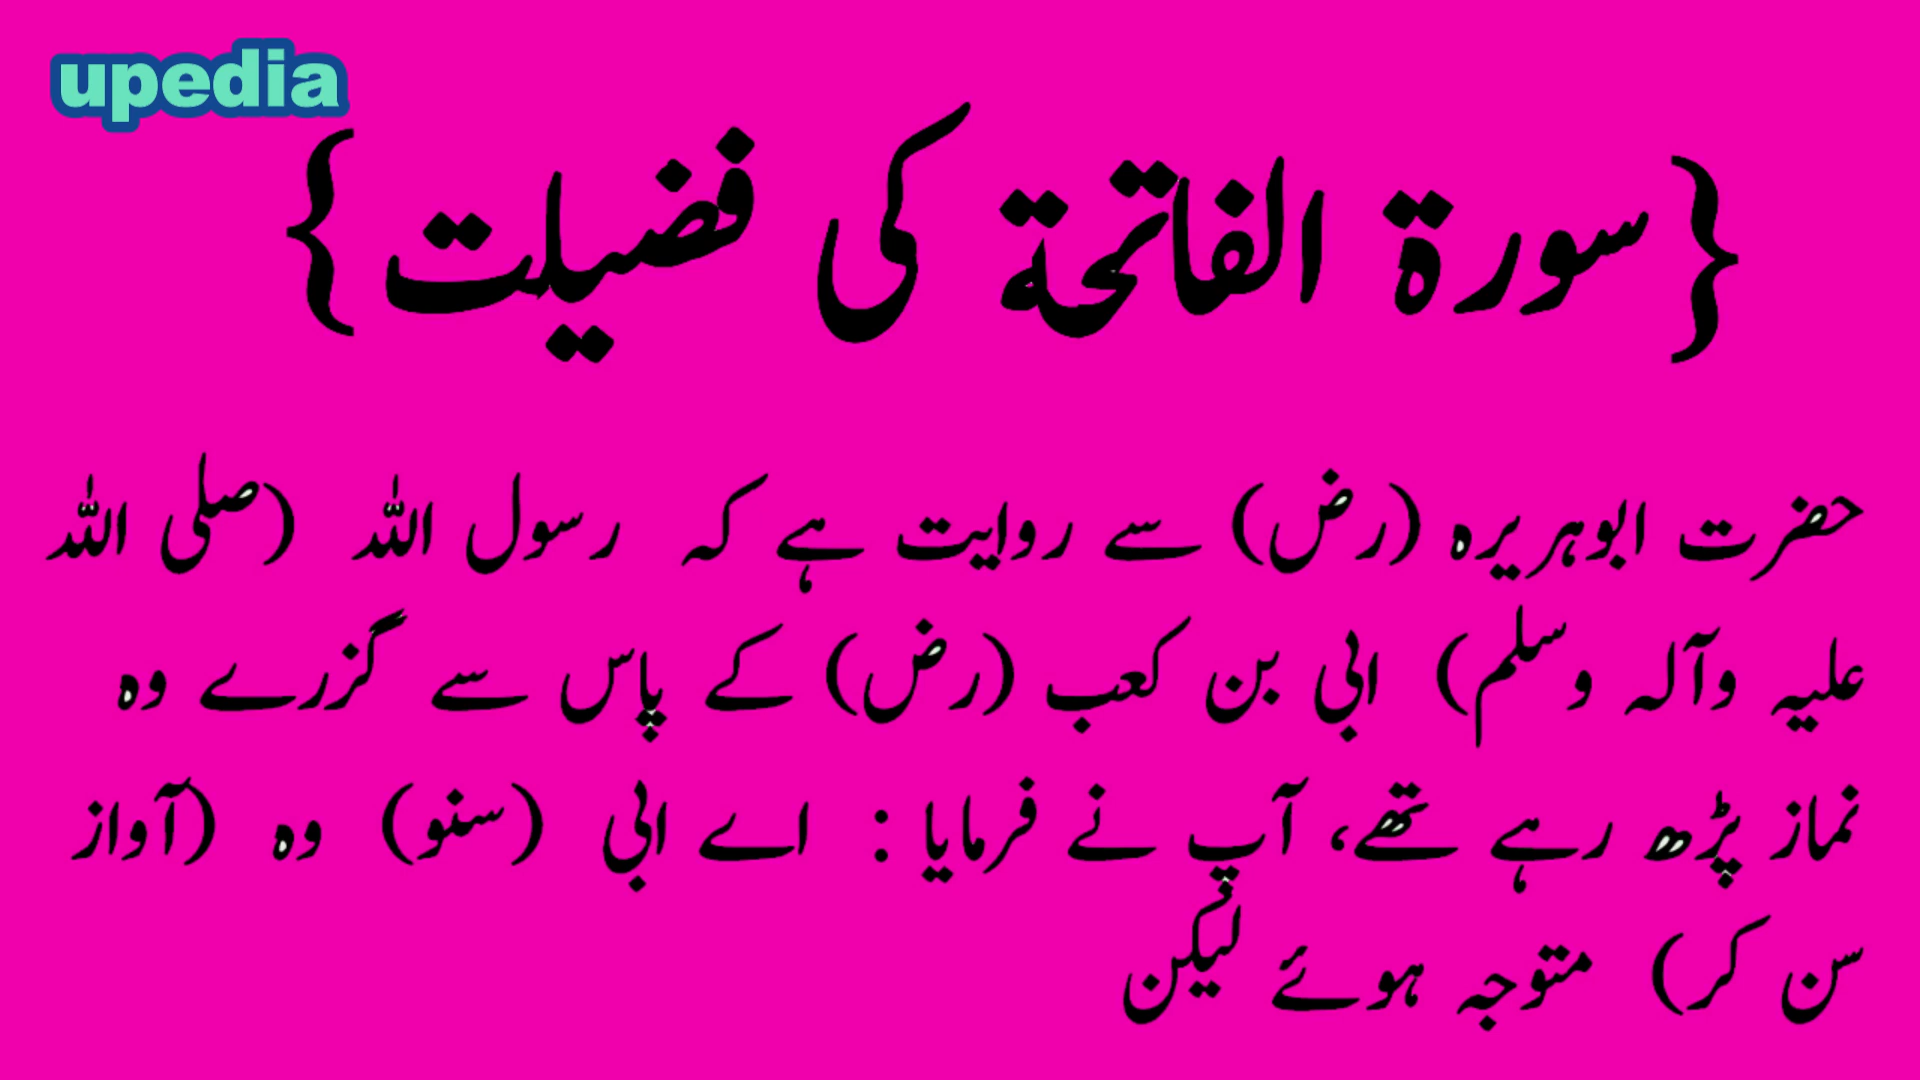 upedia
{سورۃ الفاتحة کی فضیلت}
حضرت ابوہریرہ (رض) سے روایت ہے کہ رسول اللہ (صلی اللہ
علیہ وآلہ وسلم) ابی بن کعب (رض) کے پاس سے گزرے وہ
نماز پڑھ رہے تھے، آپ نے فرمایا : اے ابی (سنو) وہ (آواز
سن کر) متوجہ ہوئے لیکن